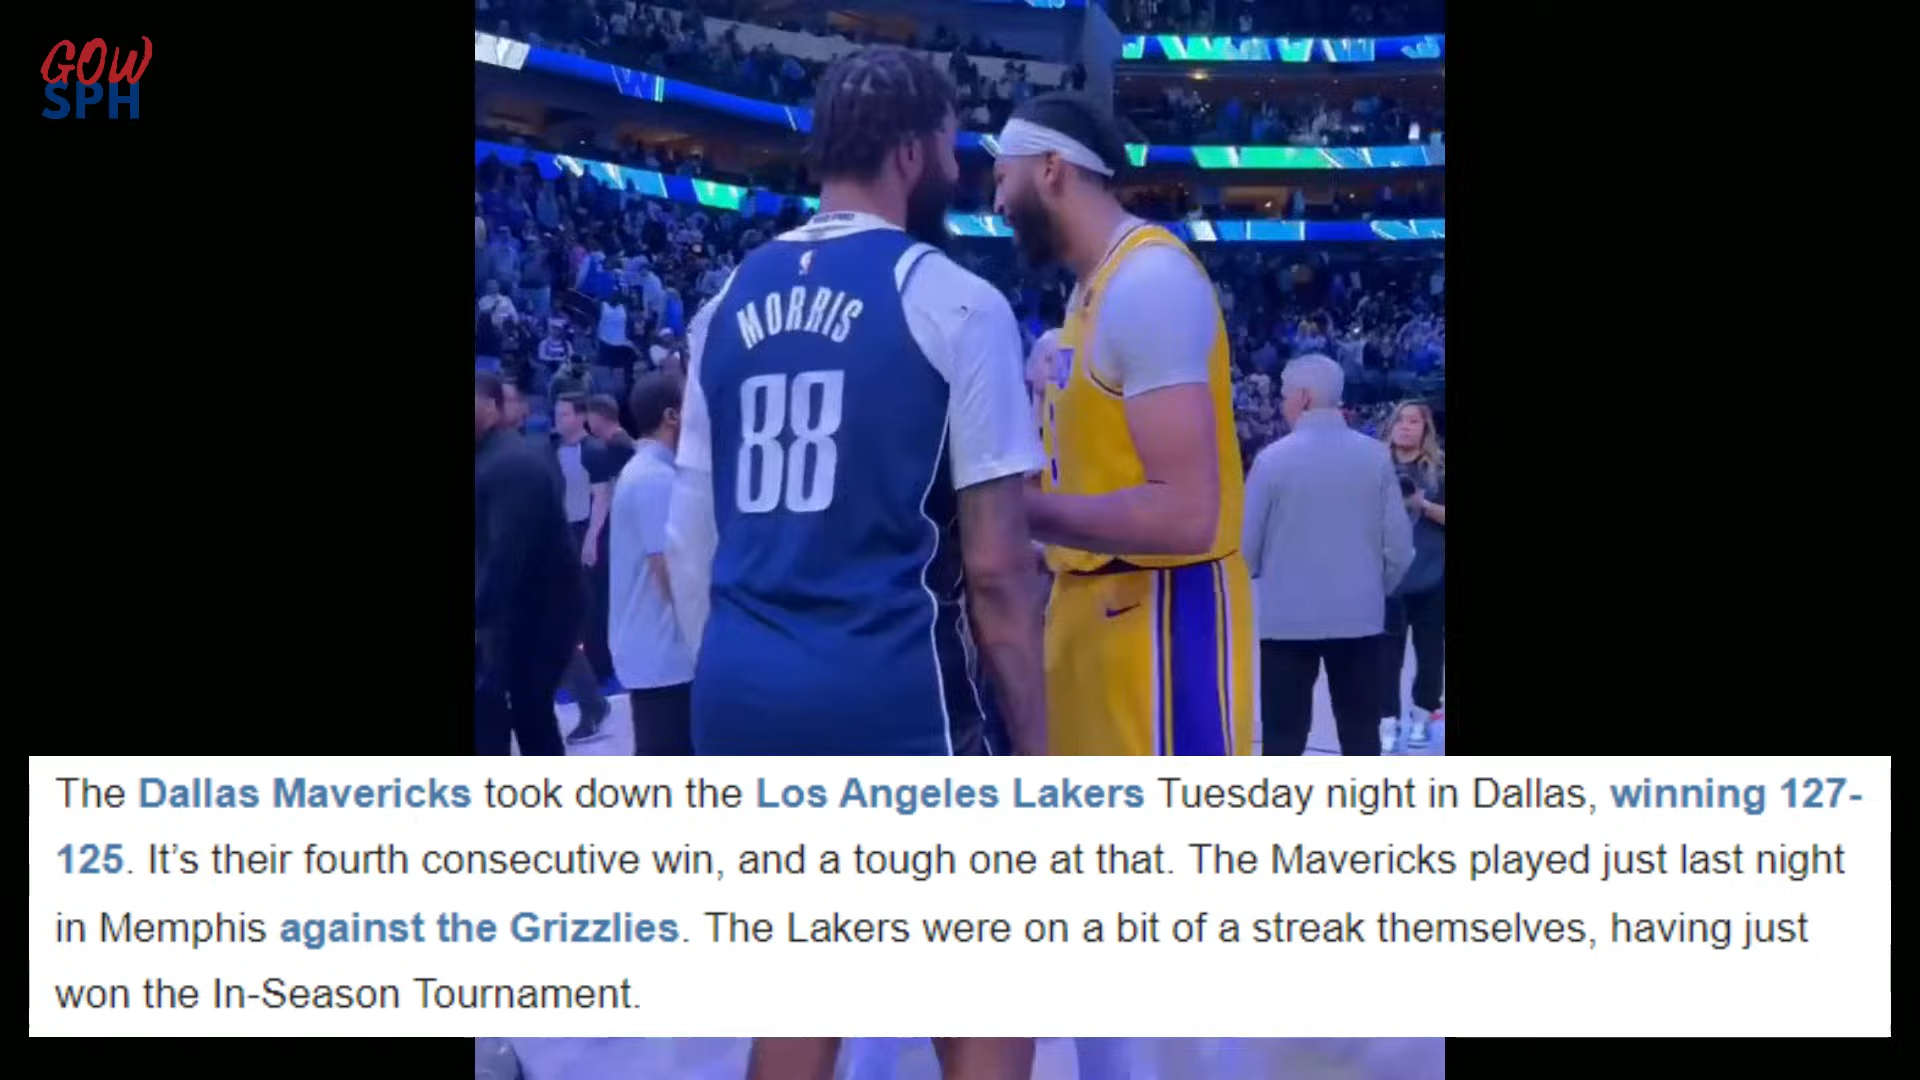 GOW
SPH
MORRIS
88
The Dallas Mavericks took down the Los Angeles Lakers Tuesday night in Dallas, winning 127-
125. It’s their fourth consecutive win, and a tough one at that. The Mavericks played just last night
in Memphis against the Grizzlies. The Lakers were on a bit of a streak themselves, having just
won the In-Season Tournament.